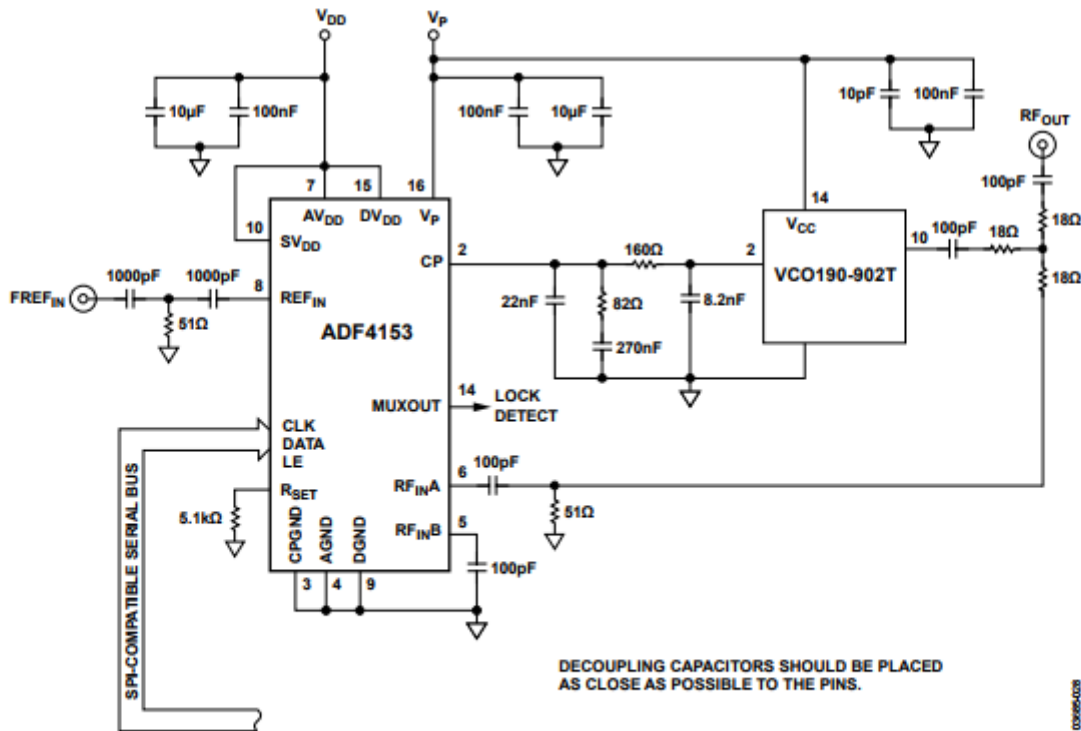 VDD
VP
10µF
100nF
100nF
10µF
10pF
100nF
RFOUT
100pF
7
15
16
14
AVDD
DVDD
VP
VCC
10
SVDD
18Ω
CP
2
160Ω
2
10
100pF
18Ω
18Ω
VCO190-902T
1000pF
1000pF
8
REFIN
FREFIN
51Ω
22nF
82Ω
8.2nF
ADF4153
270nF
MUXOUT
14
LOCK
DETECT
CLK
DATA
LE
100pF
6
RFINA
RSET
51Ω
5.1kΩ
5
RFINB
CPGND
AGND
DGND
100pF
3
4
9
SPI-COMPATIBLE SERIAL BUS
DECOUPLING CAPACITORS SHOULD BE PLACED
AS CLOSE AS POSSIBLE TO THE PINS.